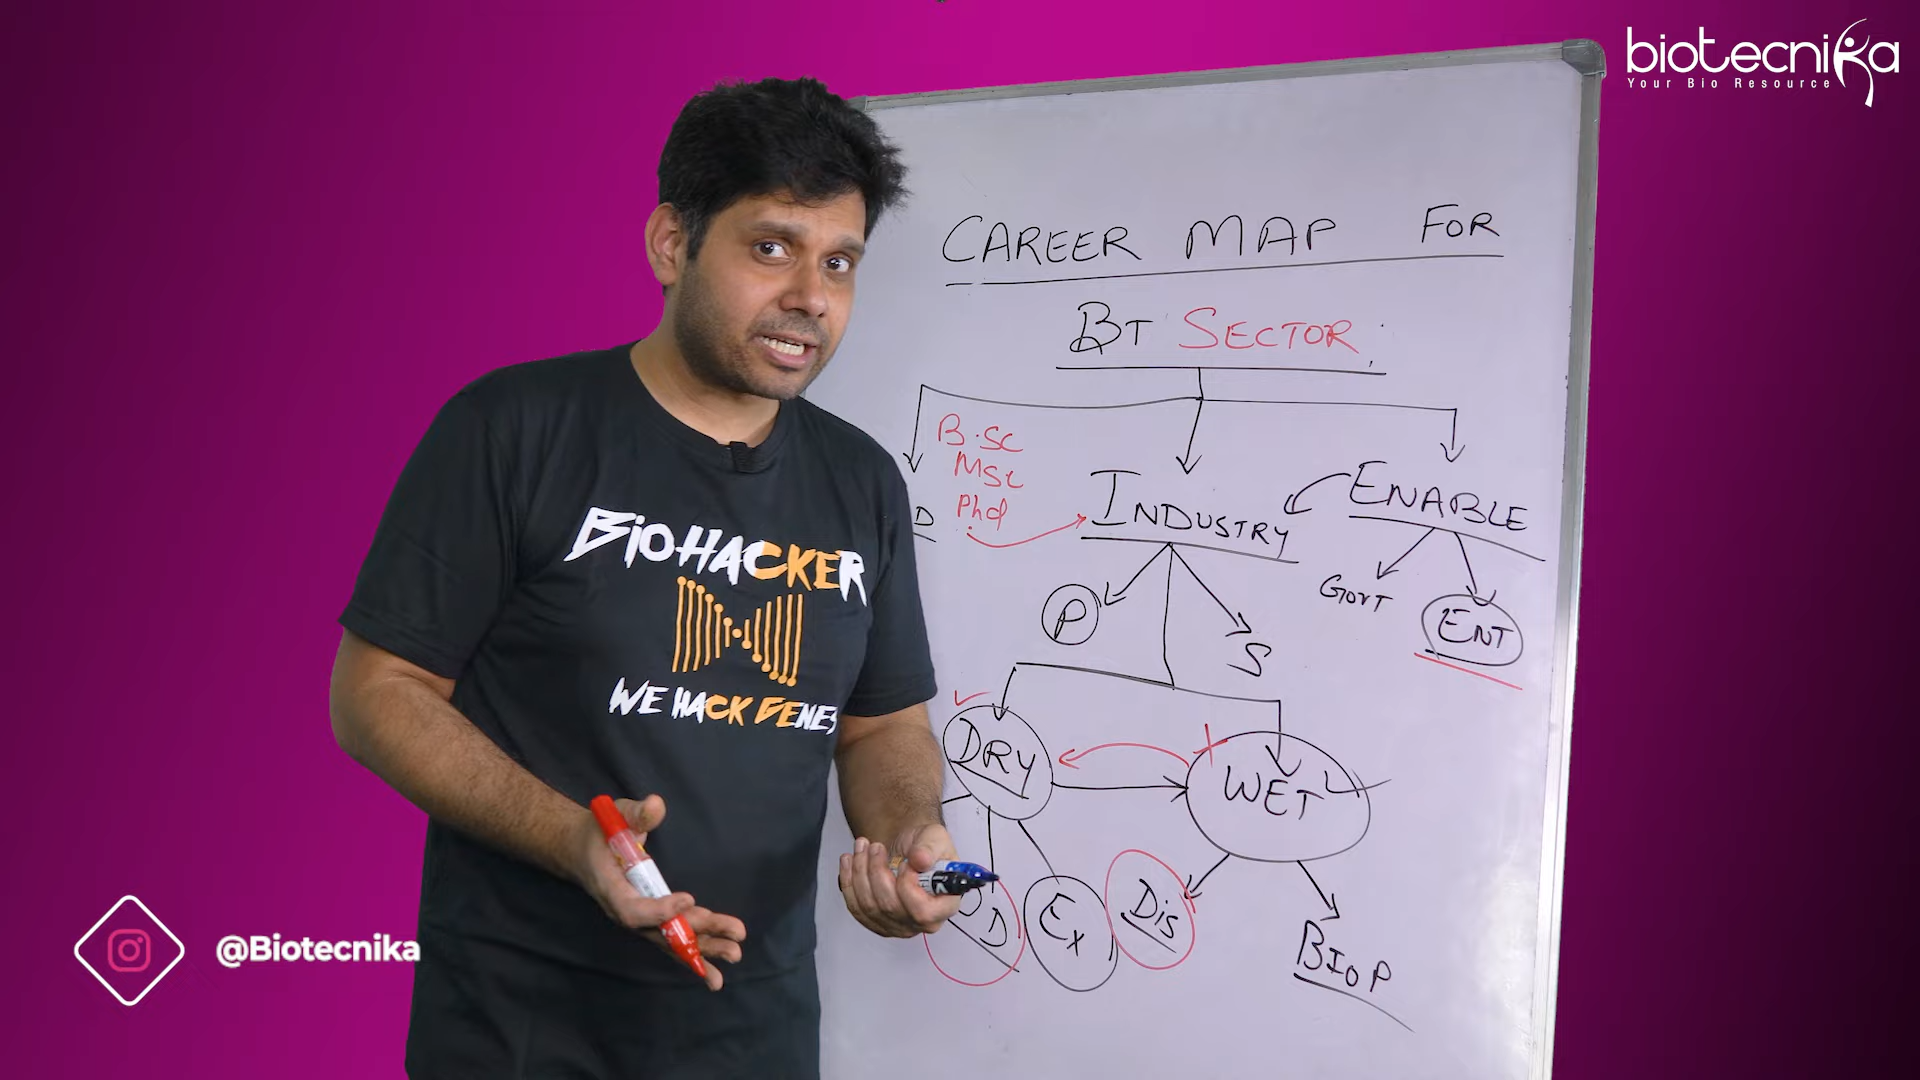 biotecnika
Your Bio Resource
CAREER MAP FOR
BT SECTOR
B.SC
MSc
Phd
D
INDUSTRY
ENABLE
GOVT
ENT
P
S
DRY
WET
D
Ex
Dis
BIOP
BiOHACKER
WE HACK GENES
@Biotecnika